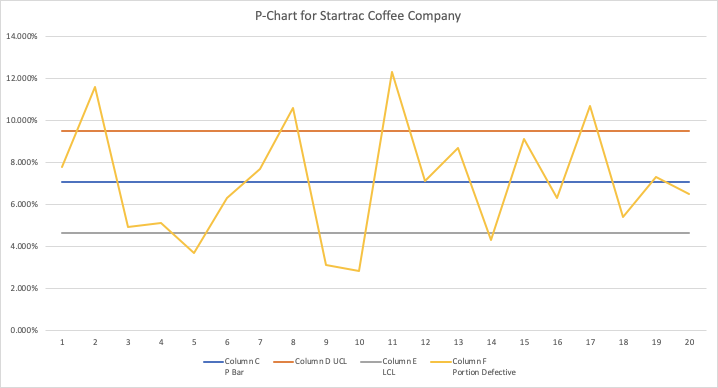 P-Chart for Startrac Coffee Company
14.000%
12.000%
10.000%
8.000%
6.000%
4.000%
2.000%
0.000%
1 2 3 4 5 6 7 8 9 10 11 12 13 14 15 16 17 18 19 20
Column C Column D UCL Column E Column F
P Bar LCL Portion Defective